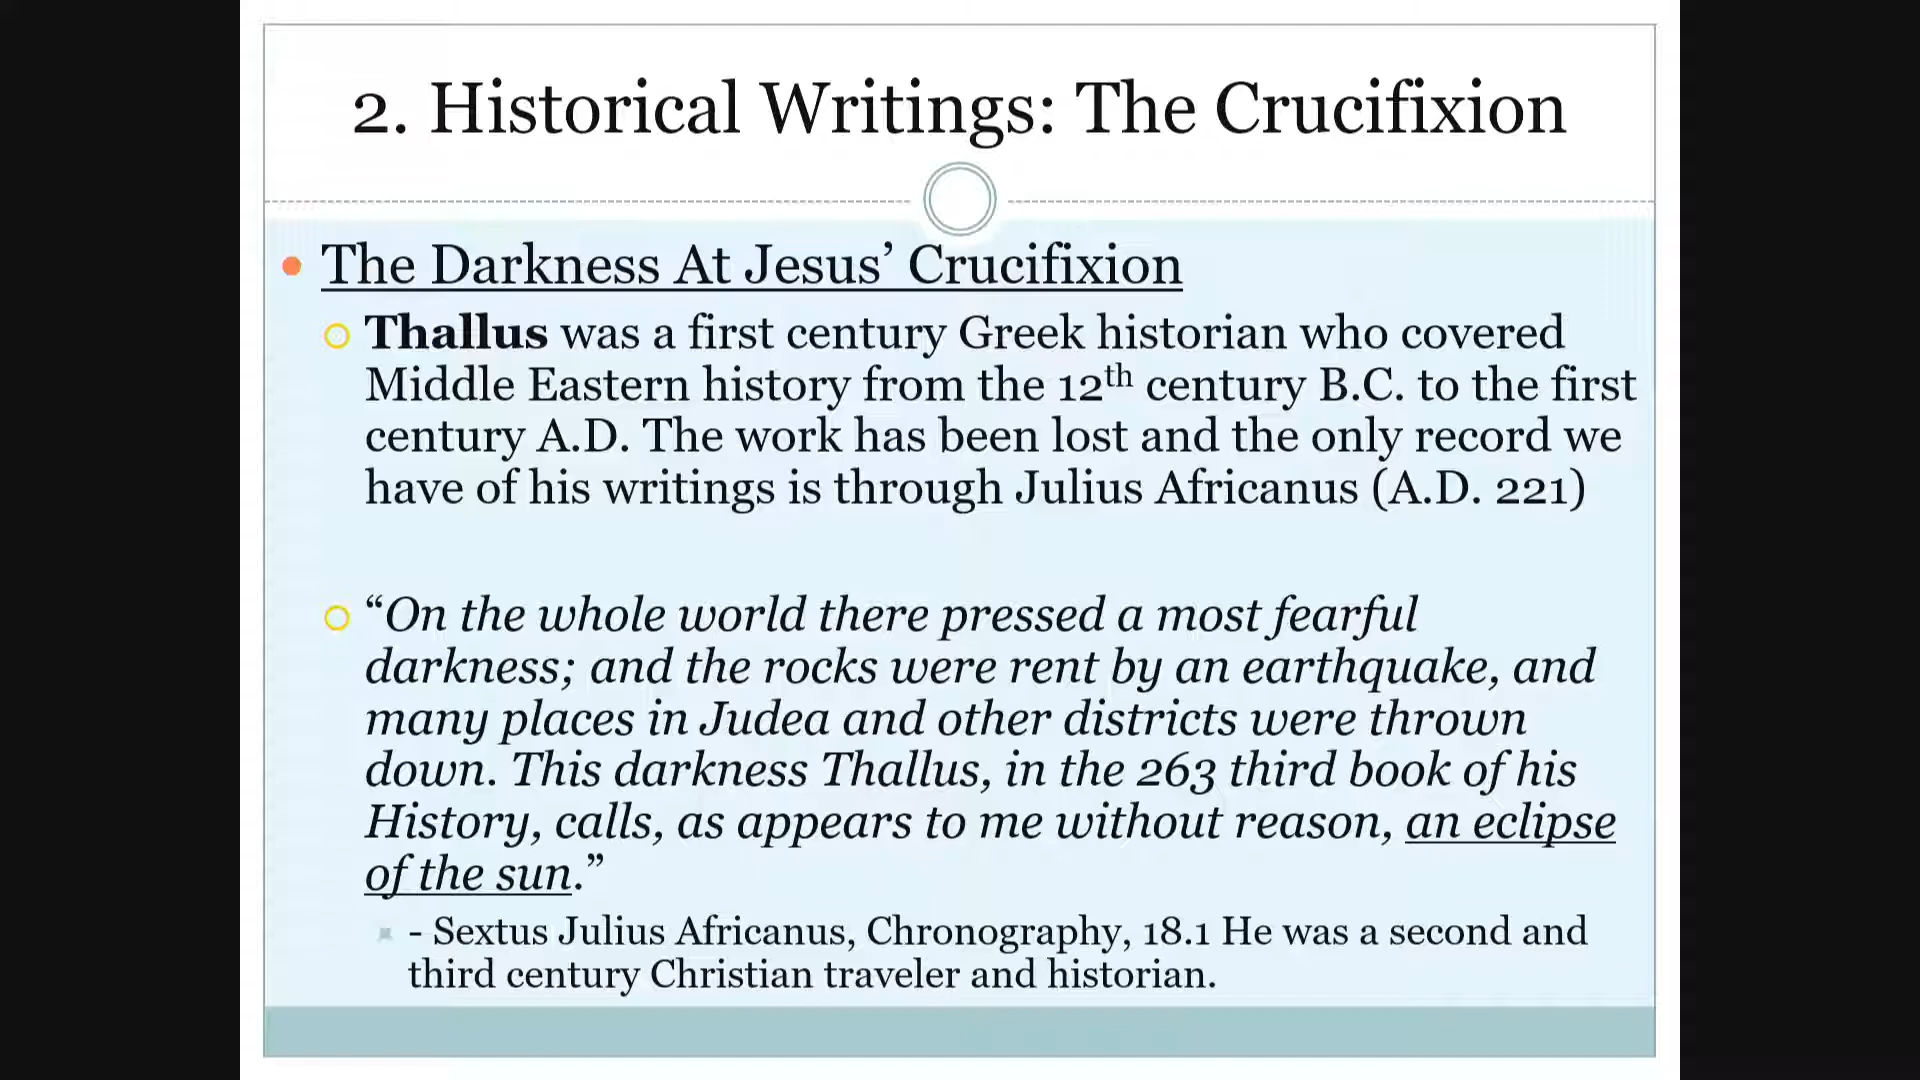 2. Historical Writings: The Crucifixion
The Darkness At Jesus’ Crucifixion
Thallus was a first century Greek historian who covered
Middle Eastern history from the 12th century B.C. to the first
century A.D. The work has been lost and the only record we
have of his writings is through Julius Africanus (A.D. 221)
“On the whole world there pressed a most fearful
darkness; and the rocks were rent by an earthquake, and
many places in Judea and other districts were thrown
down. This darkness Thallus, in the 263 third book of his
History, calls, as appears to me without reason, an eclipse
of the sun.”
- Sextus Julius Africanus, Chronography, 18.1 He was a second and
third century Christian traveler and historian.